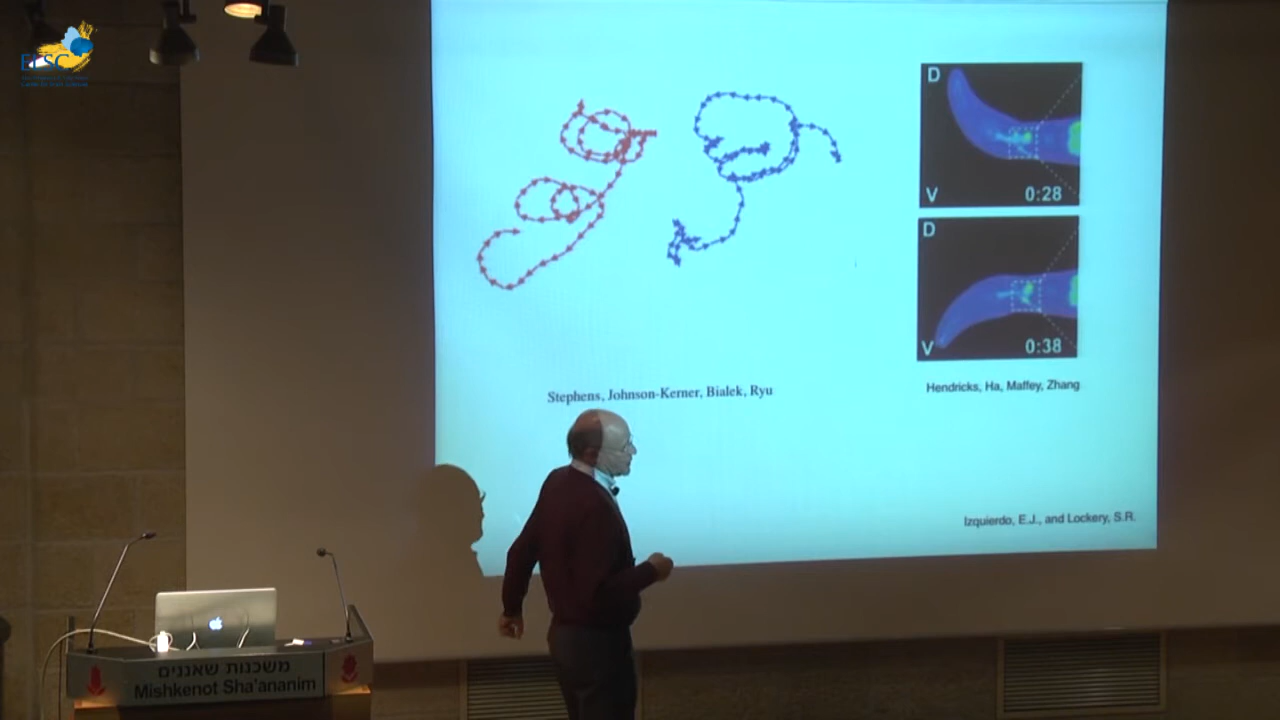 ELSC
D
V
0:28
D
V
0:38
Stephens, Johnson-Kerner, Bialek, Ryu
Hendricks, Ha, Maffey, Zhang
Izquierdo, E.J., and Lockery, S.R.
משכנות שאננים
Mishkenot Sha'ananim